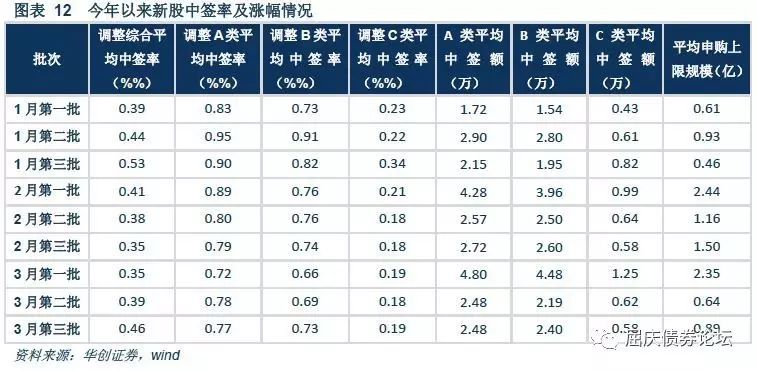 图表 12 今年以来新股中签率及涨幅情况
批次 调整综合平均中签率（%%） 调整A类平均中签率（%%） 调整B类平均中签率（%%） 调整C类平均中签率（%%） A 类平均中签额（万） B 类平均中签额（万） C 类平均中签额（万） 平均申购上限规模（亿）
1月第一批 0.39 0.83 0.73 0.23 1.72 1.54 0.43 0.61
1月第二批 0.44 0.95 0.91 0.22 2.90 2.80 0.61 0.93
1月第三批 0.53 0.90 0.82 0.34 2.15 1.95 0.82 0.46
2月第一批 0.41 0.89 0.76 0.21 4.28 3.96 0.99 2.44
2月第二批 0.38 0.80 0.76 0.18 2.57 2.50 0.64 1.16
2月第三批 0.35 0.79 0.74 0.18 2.72 2.60 0.58 1.50
3月第一批 0.35 0.72 0.66 0.19 4.80 4.48 1.25 2.35
3月第二批 0.39 0.78 0.69 0.18 2.48 2.19 0.62 0.64
3月第三批 0.46 0.77 0.73 0.19 2.48 2.40 0.58 0.89
屈庆债券论坛
资料来源：华创证券，wind